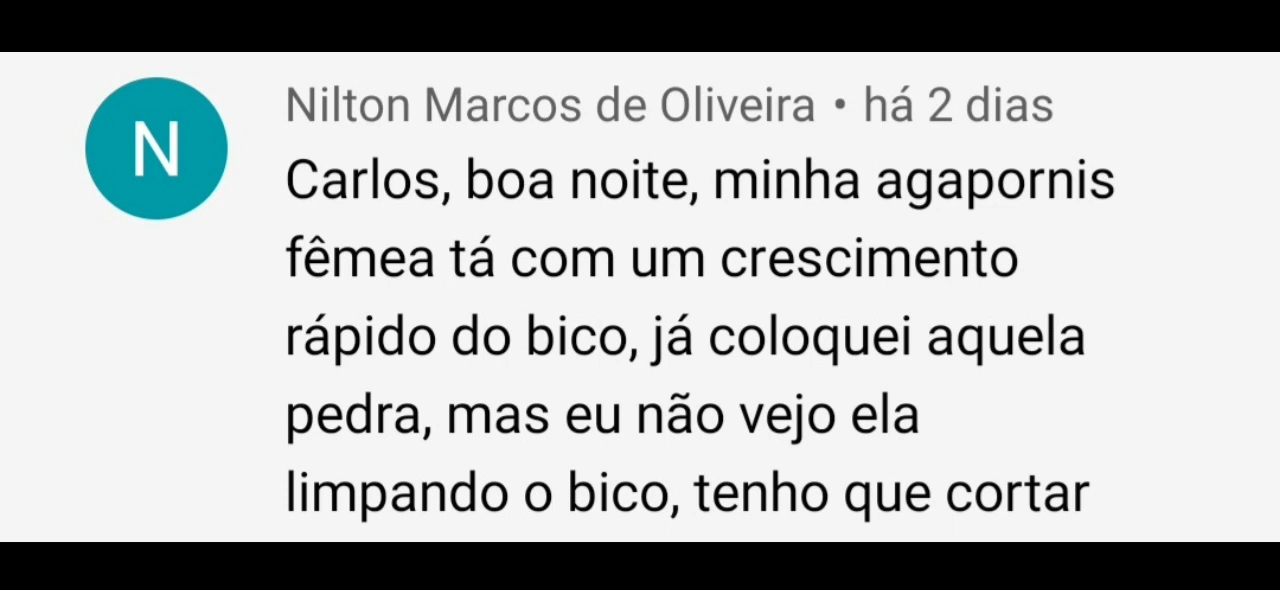 N
Nilton Marcos de Oliveira • há 2 dias
Carlos, boa noite, minha agapornis
fêmea tá com um crescimento
rápido do bico, já coloquei aquela
pedra, mas eu não vejo ela
limpando o bico, tenho que cortar